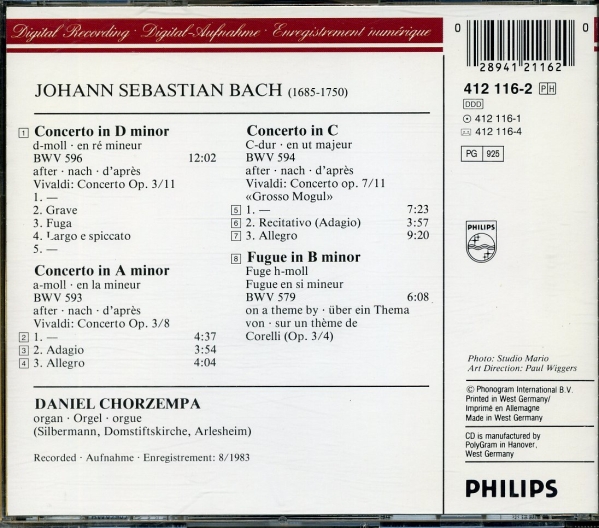 Digital Recording · Digital-Aufnahme · Enregistrement numérique
JOHANN SEBASTIAN BACH (1685-1750)
1 Concerto in D minor
d-moll · en ré mineur
BWV 596 12:02
after · nach · d'après
Vivaldi: Concerto Op. 3/11
1. —
2. Grave
3. Fuga
4. Largo e spiccato
5. —
Concerto in A minor
a-moll · en la mineur
BWV 593
after · nach · d'après
Vivaldi: Concerto Op. 3/8
2 1. — 4:37
3 2. Adagio 3:54
4 3. Allegro 4:04
Concerto in C
C-dur · en ut majeur
BWV 594
after · nach · d'après
Vivaldi: Concerto op. 7/11
«Grosso Mogul»
5 1. — 7:23
6 2. Recitativo (Adagio) 3:57
7 3. Allegro 9:20
8 Fugue in B minor
Fuge h-moll
Fugue en si mineur
BWV 579 6:08
on a theme by · über ein Thema
von · sur un thème de
Corelli (Op. 3/4)
DANIEL CHORZEMPA
organ · Orgel · orgue
(Silbermann, Domstiftskirche, Arlesheim)
Recorded · Aufnahme · Enregistrement: 8/1983
0 0
28941 21162
412 116-2 PH
DDD
412 116-1
412 116-4
PG 925
PHILIPS
Photo: Studio Mario
Art Direction: Paul Wiggers
℗ Phonogram International B.V.
Printed in West Germany/
Imprimé en Allemagne
Made in West Germany
CD is manufactured by
PolyGram in Hanover,
West Germany
PHILIPS